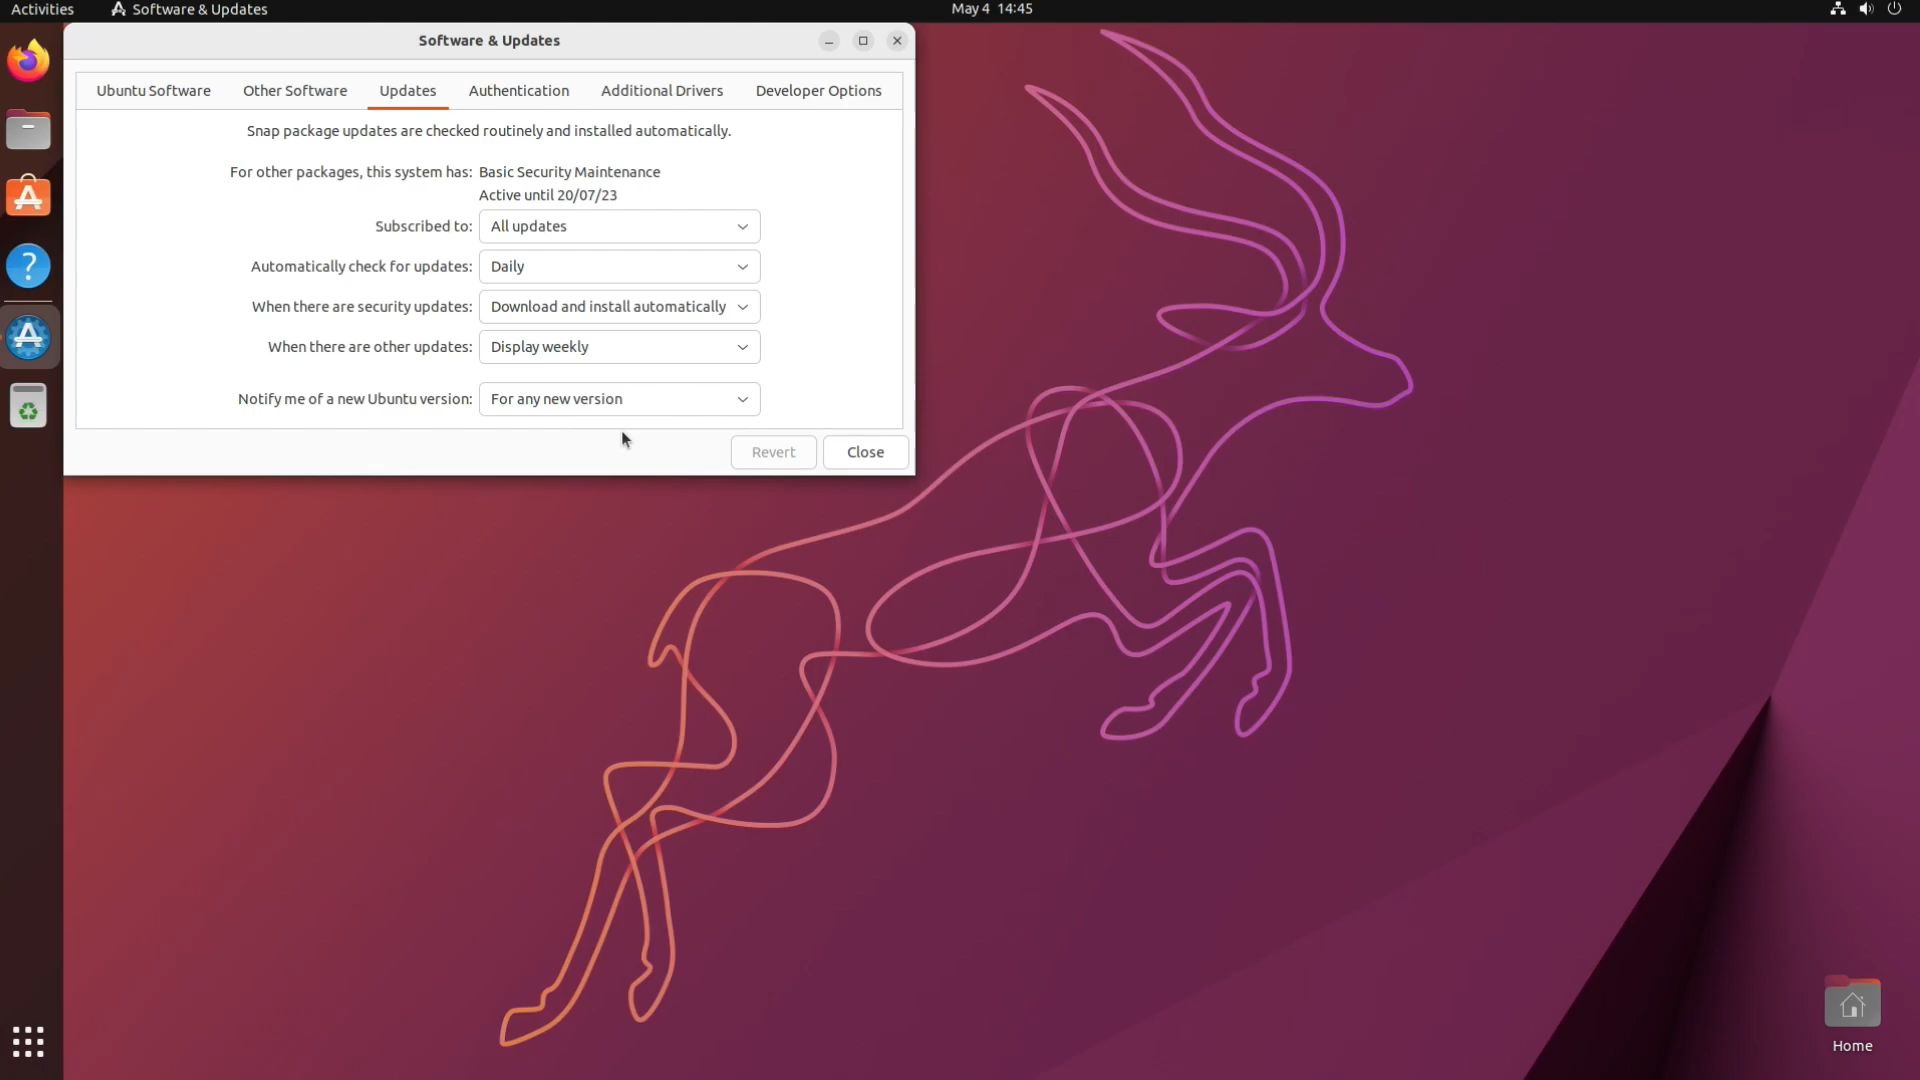 Activities
Software & Updates
May 4 14:45
Software & Updates
Ubuntu Software
Other Software
Updates
Authentication
Additional Drivers
Developer Options
Snap package updates are checked routinely and installed automatically.
For other packages, this system has: Basic Security Maintenance
Active until 20/07/23
Subscribed to: All updates
Automatically check for updates: Daily
When there are security updates: Download and install automatically
When there are other updates: Display weekly
Notify me of a new Ubuntu version: For any new version
Revert
Close
Home